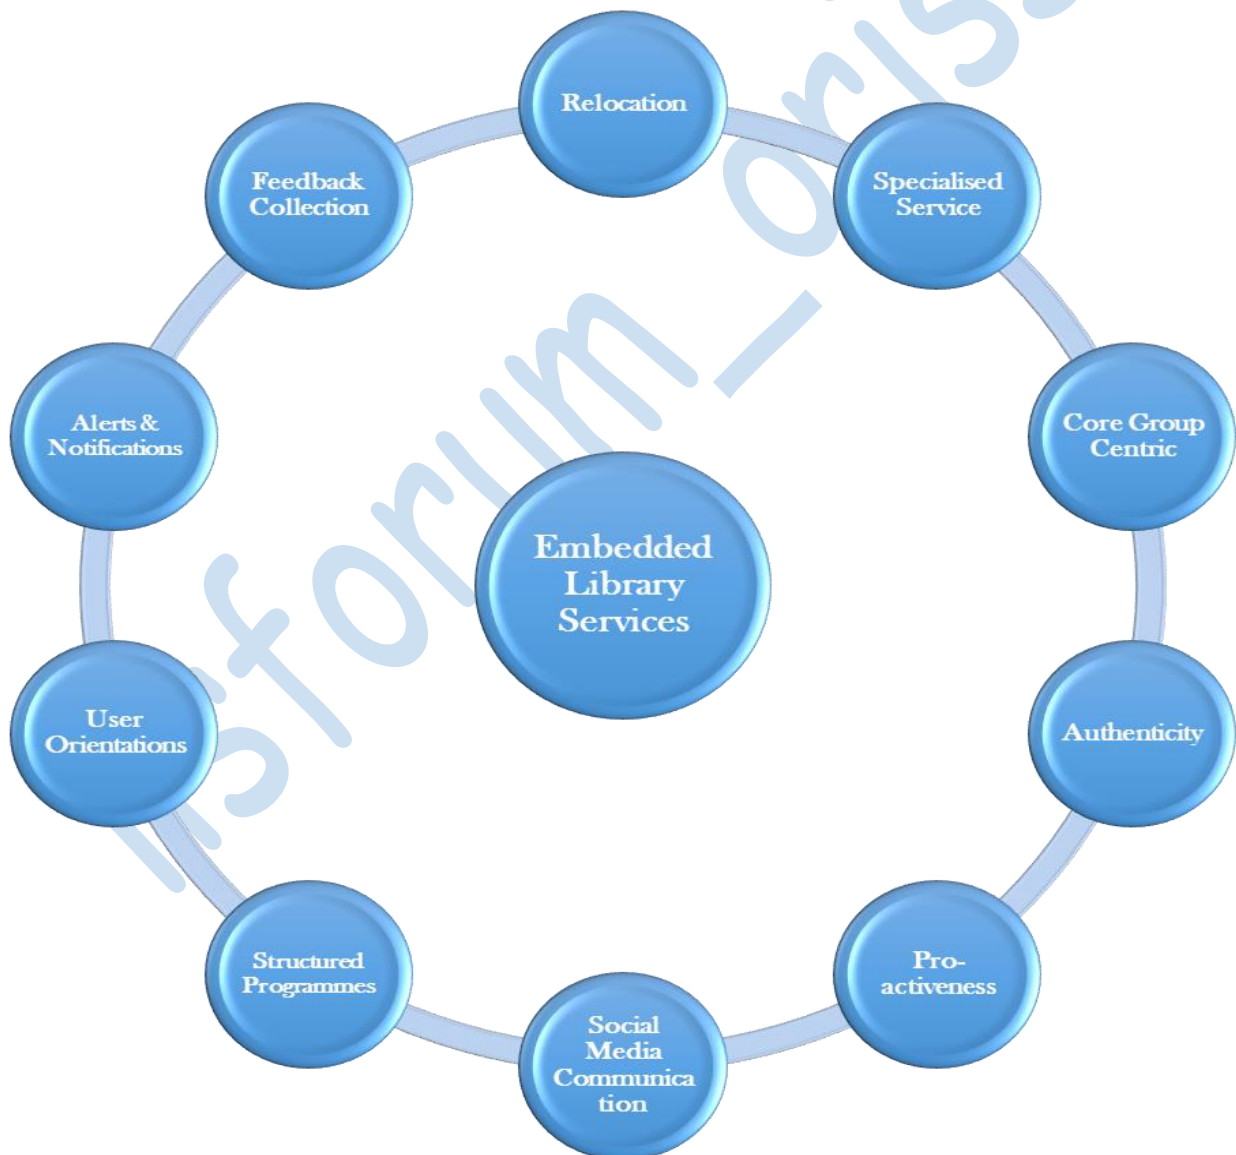 Relocation
Specialised
Service
Core Group
Centric
Authenticity
Pro-
activeness
Social
Media
Communica
tion
Structured
Programmes
User
Orientations
Alerts &
Notifications
Feedback
Collection
Embedded
Library
Services